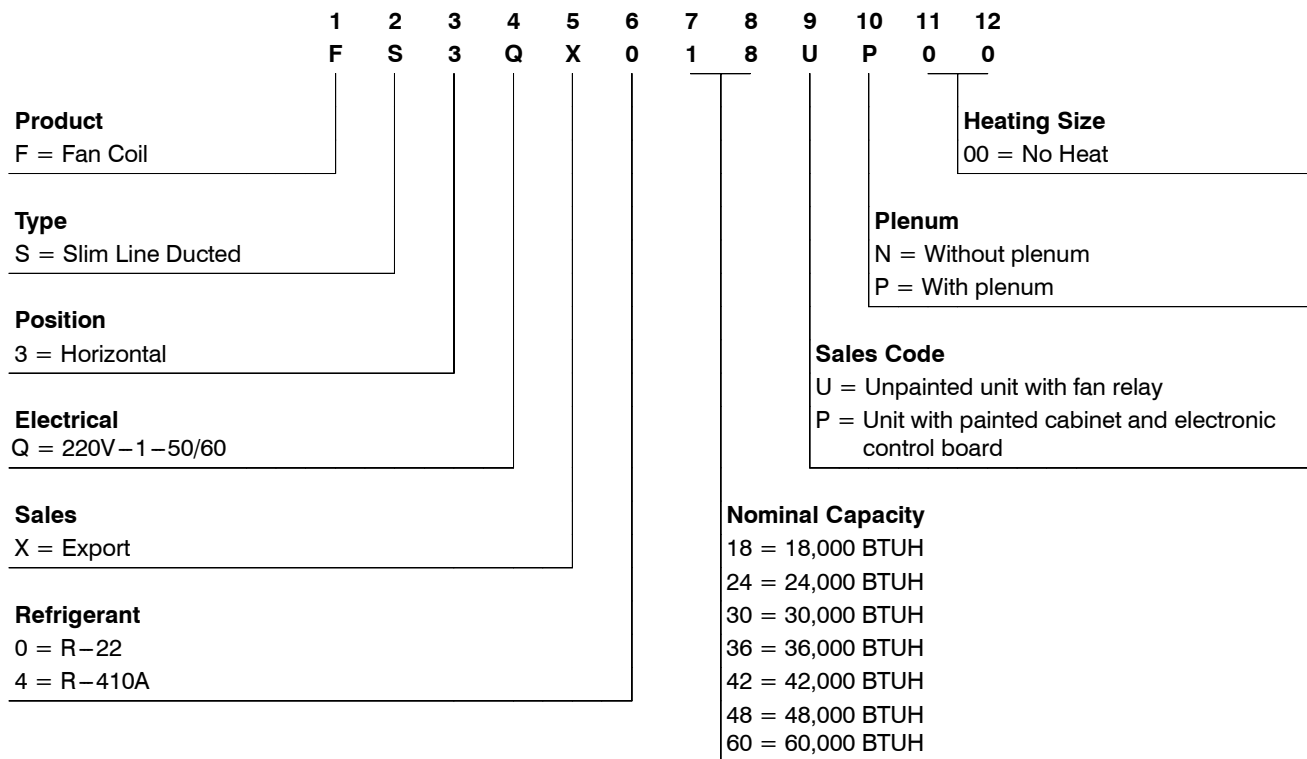 1 2 3 4 5 6 7 8 9 10 11 12
F S 3 Q X 0 1 8 U P 0 0
Product
F = Fan Coil
Type
S = Slim Line Ducted
Position
3 = Horizontal
Electrical
Q = 220V−1−50/60
Sales
X = Export
Refrigerant
0 = R−22
4 = R−410A
Heating Size
00 = No Heat
Plenum
N = Without plenum
P = With plenum
Sales Code
U = Unpainted unit with fan relay
P = Unit with painted cabinet and electronic
control board
Nominal Capacity
18 = 18,000 BTUH
24 = 24,000 BTUH
30 = 30,000 BTUH
36 = 36,000 BTUH
42 = 42,000 BTUH
48 = 48,000 BTUH
60 = 60,000 BTUH